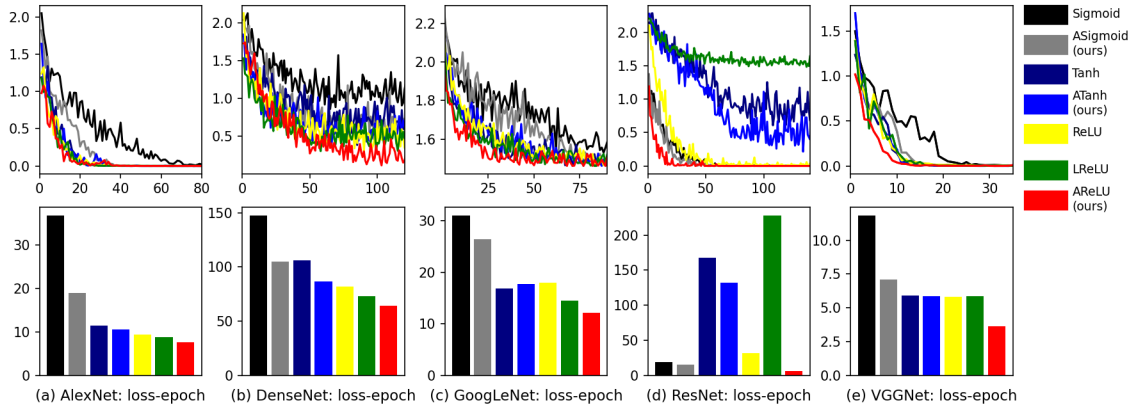 2.0
1.5
1.0
0.5
0.0
0 20 40 60 80
2.0
1.5
1.0
0.5
0 50 100
2.2
2.0
1.8
1.6
25 50 75
2.0
1.5
1.0
0.5
0.0
0 50 100
1.5
1.0
0.5
0.0
0 10 20 30
Sigmoid
ASigmoid
(ours)
Tanh
ATanh
(ours)
ReLU
LReLU
AReLU
(ours)
30
20
10
0
(a) AlexNet: loss-epoch
150
100
50
0
(b) DenseNet: loss-epoch
30
20
10
0
(c) GoogLeNet: loss-epoch
200
150
100
50
0
(d) ResNet: loss-epoch
10.0
7.5
5.0
2.5
0.0
(e) VGGNet: loss-epoch